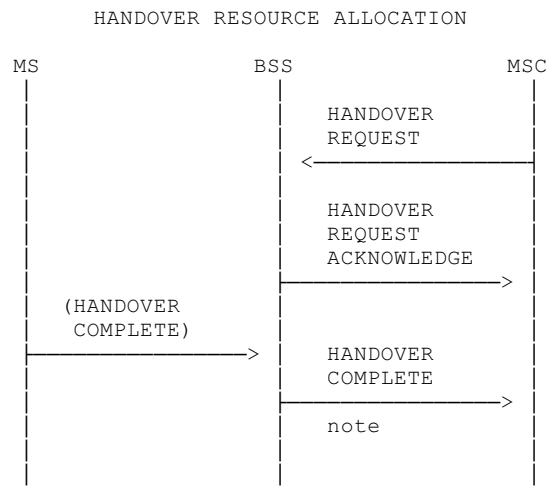 HANDOVER RESOURCE ALLOCATION
MS BSS MSC
HANDOVER
REQUEST
HANDOVER
REQUEST
ACKNOWLEDGE
(HANDOVER
COMPLETE)
HANDOVER
COMPLETE
note